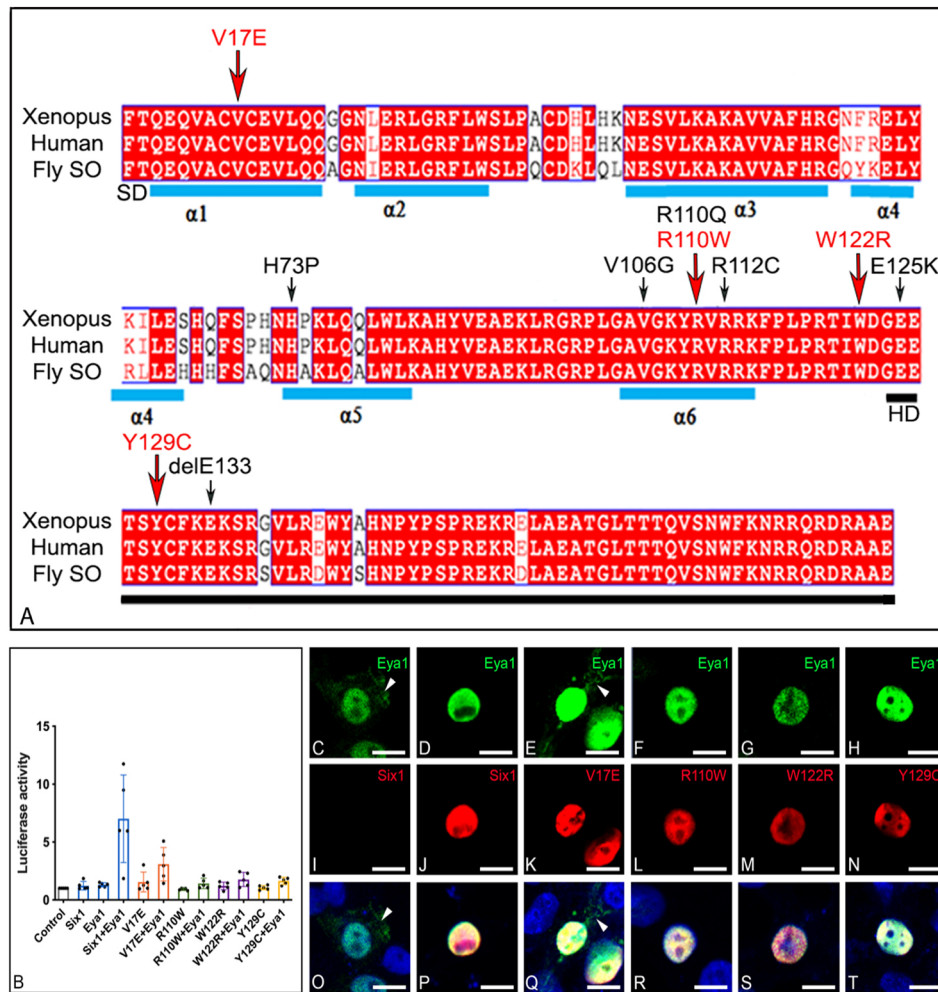 V17E
Xenopus FTQEQVACVCEVLQQGGNLERLGRFLWSLPACDHLHKNESVLKAKAVVAFHRGNFRELY
Human FTQEQVACVCEVLQQGGNLERLGRFLWSLPACDHLHKNESVLKAKAVVAFHRGNFRELY
Fly SO FTQEQVACVCEVLQQAGNIERLGRFLWSLPQCDKLQLNESVLKAKAVVAFHRGQYKELY
SD α1 α2 α3 α4
R110Q
H73P V106G R110W R112C W122R E125K
Xenopus KILESHQFSPHNHPKLQQLWLKAHYVEAEKLRGRPLGAVGKYRVRRKFPLPRTIWDGEE
Human KILESHQFSPHNHPKLQQLWLKAHYVEAEKLRGRPLGAVGKYRVRRKFPLPRTIWDGEE
Fly SO RLLEHHHFSAQNHAKLQALWLKAHYVEAEKLRGRPLGAVGKYRVRRKFPLPRTIWDGEE
α4 α5 α6 HD
Y129C delE133
Xenopus TSYCFKEKSRGVLREWYAHNPYPSPREKRELAEATGLTTTQVSNWFKNRRQRDRAAE
Human TSYCFKEKSRGVLREWYAHNPYPSPREKRELAEATGLTTTQVSNWFKNRRQRDRAAE
Fly SO TSYCFKEKSRSVLRDWYSHNPYPSPREKRDLAEATGLTTTQVSNWFKNRRQRDRAAE
A
Luciferase activity
15
10
5
0
Control Six1 Eya1 Six1+Eya1 V17E V17E+Eya1 R110W R110W+Eya1 W122R W122R+Eya1 Y129C Y129C+Eya1
B
Eya1 Eya1 Eya1 Eya1 Eya1 Eya1
C D E F G H
Six1 Six1 V17E R110W W122R Y129C
I J K L M N
O P Q R S T